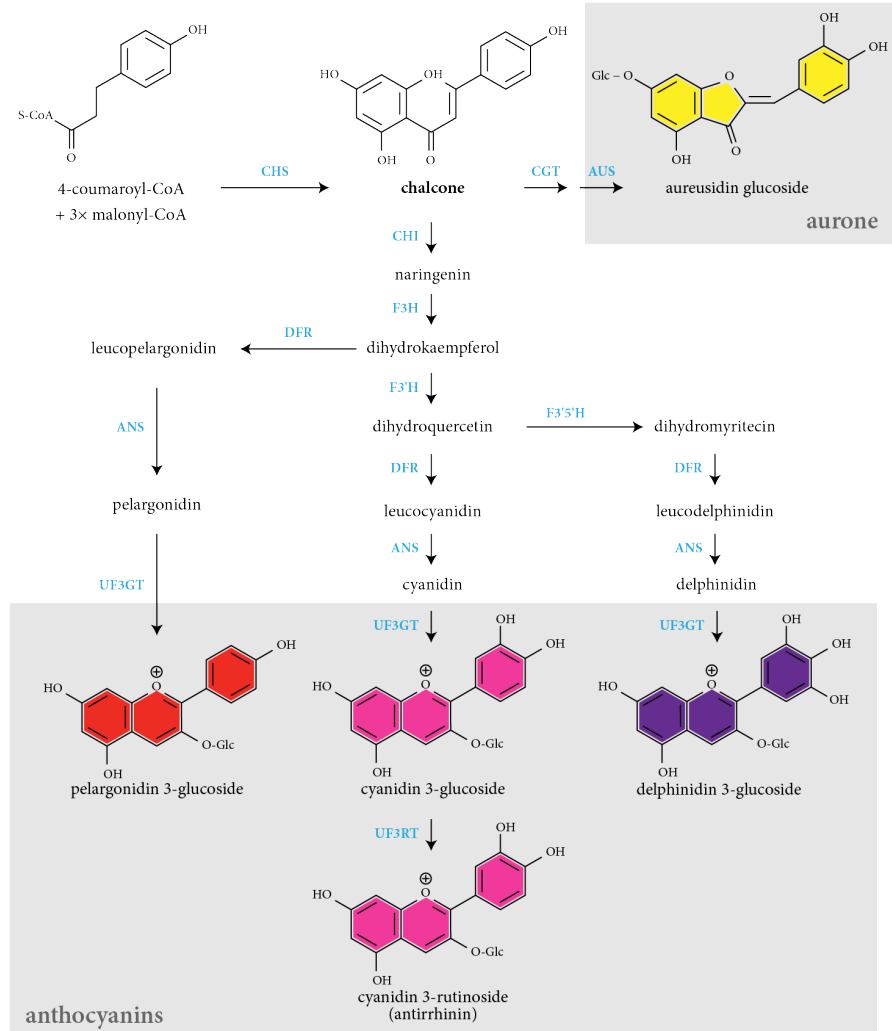 OH
S-CoA
O
4-coumaroyl-CoA
+ 3× malonyl-CoA
CHS
OH
HO
OH
OH
O
chalcone
CGT
AUS
OH
OH
Glc – O
O
O
OH
aureusidin glucoside
aurone
CHI
naringenin
F3H
leucopelargonidin
DFR
dihydrokaempferol
F3'H
ANS
dihydroquercetin
F3'5'H
dihydromyritecin
DFR
DFR
pelargonidin
leucocyanidin
leucodelphinidin
ANS
ANS
UF3GT
cyanidin
delphinidin
UF3GT
UF3GT
OH
HO
O
⊕
O-Glc
OH
pelargonidin 3-glucoside
OH
OH
HO
O
⊕
O-Glc
OH
cyanidin 3-glucoside
OH
OH
OH
HO
O
⊕
O-Glc
OH
delphinidin 3-glucoside
UF3RT
OH
OH
HO
O
⊕
O-Glc
OH
cyanidin 3-rutinoside
(antirrhinin)
anthocyanins